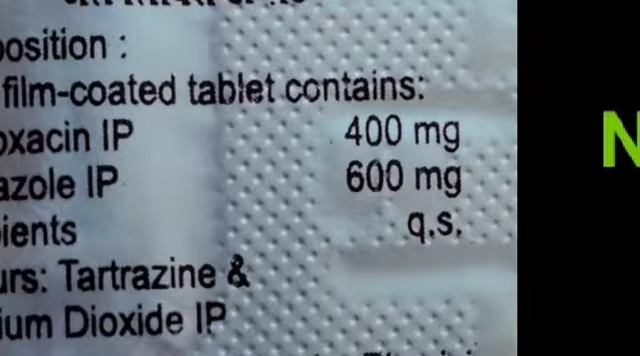 position :
film-coated tablet contains:
oxacin IP 400 mg
azole IP 600 mg
ients q.s.
urs: Tartrazine &
ium Dioxide IP
N